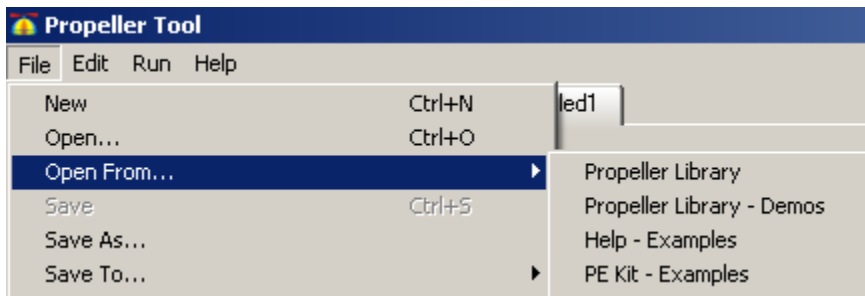 Propeller Tool
File Edit Run Help
New Ctrl+N
led1
Open... Ctrl+O
Open From...
Propeller Library
Save Ctrl+S
Propeller Library - Demos
Save As...
Help - Examples
Save To...
PE Kit - Examples